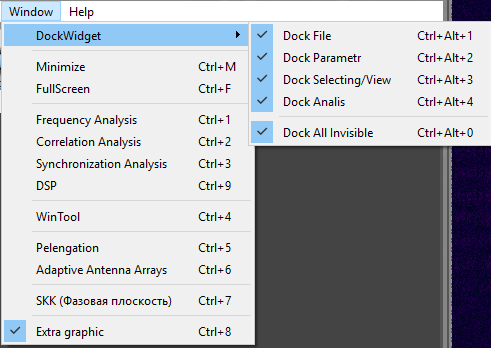 Window Help
DockWidget
Minimize Ctrl+M
FullScreen Ctrl+F
Frequency Analysis Ctrl+1
Correlation Analysis Ctrl+2
Synchronization Analysis Ctrl+3
DSP Ctrl+9
WinTool Ctrl+4
Pelengation Ctrl+5
Adaptive Antenna Arrays Ctrl+6
SKK (Фазовая плоскость) Ctrl+7
Extra graphic Ctrl+8
Dock File Ctrl+Alt+1
Dock Parametr Ctrl+Alt+2
Dock Selecting/View Ctrl+Alt+3
Dock Analis Ctrl+Alt+4
Dock All Invisible Ctrl+Alt+0